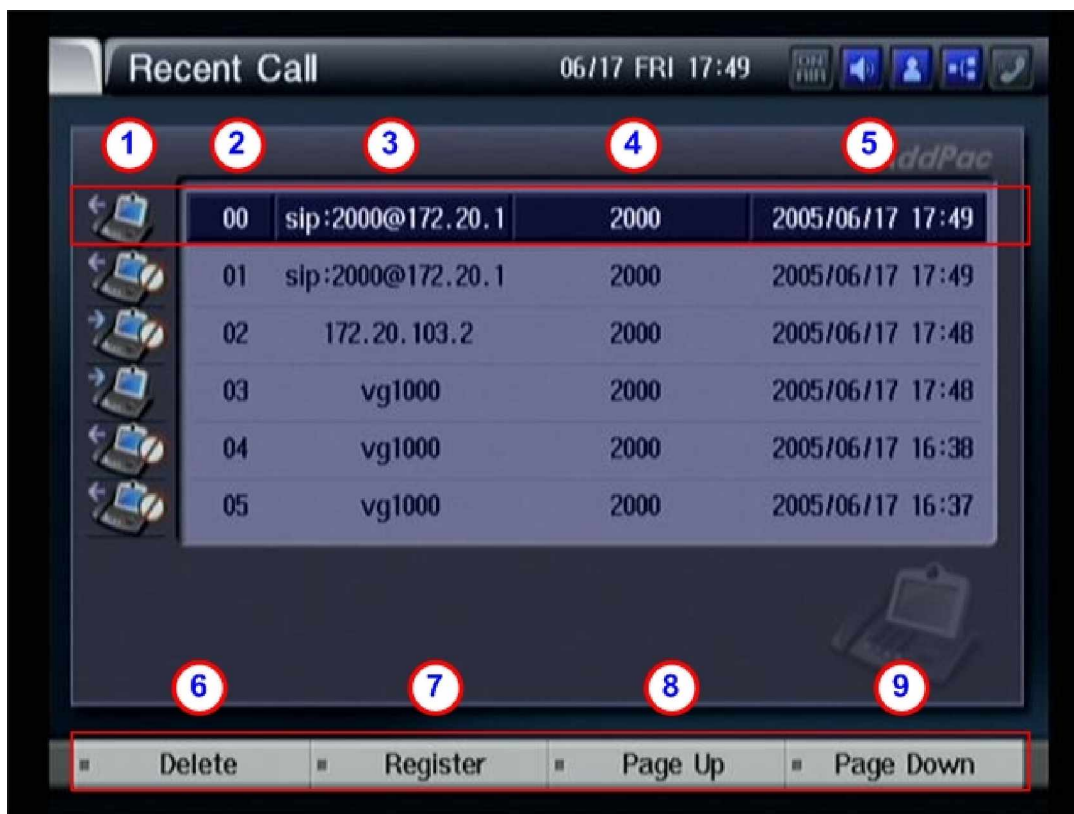 Recent Call 06/17 FRI 17:49 ON AIR
1 2 3 4 5
AddPac
00 sip:2000@172.20.1 2000 2005/06/17 17:49
01 sip:2000@172.20.1 2000 2005/06/17 17:49
02 172.20.103.2 2000 2005/06/17 17:48
03 vg1000 2000 2005/06/17 17:48
04 vg1000 2000 2005/06/17 16:38
05 vg1000 2000 2005/06/17 16:37
6 7 8 9
Delete Register Page Up Page Down